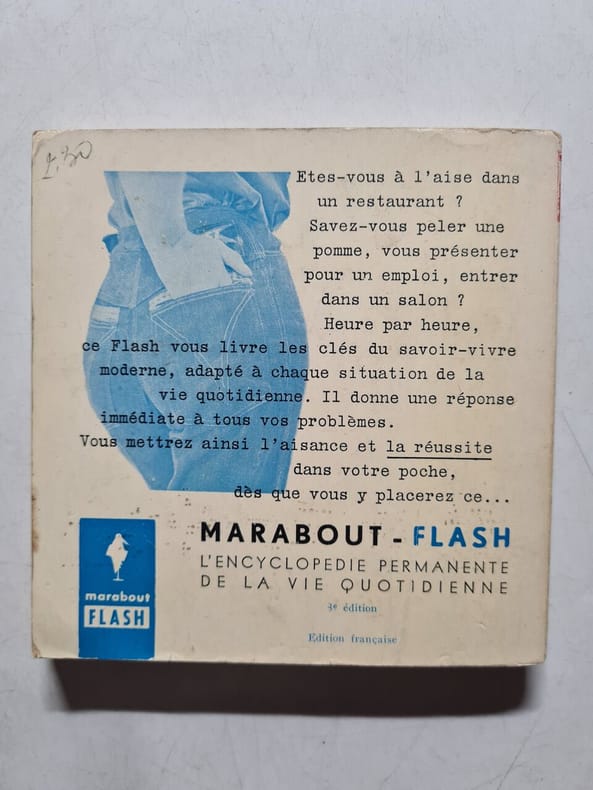 2,50
Etes-vous à l'aise dans
un restaurant ?
Savez-vous peler une
pomme, vous présenter
pour un emploi, entrer
dans un salon ?
Heure par heure,
ce Flash vous livre les clés du savoir-vivre
moderne, adapté à chaque situation de la
vie quotidienne. Il donne une réponse
immédiate à tous vos problèmes.
Vous mettrez ainsi l'aisance et la réussite
dans votre poche,
dès que vous y placerez ce...
MARABOUT - FLASH
L'ENCYCLOPEDIE PERMANENTE
DE LA VIE QUOTIDIENNE
3e édition
Edition française
marabout
FLASH